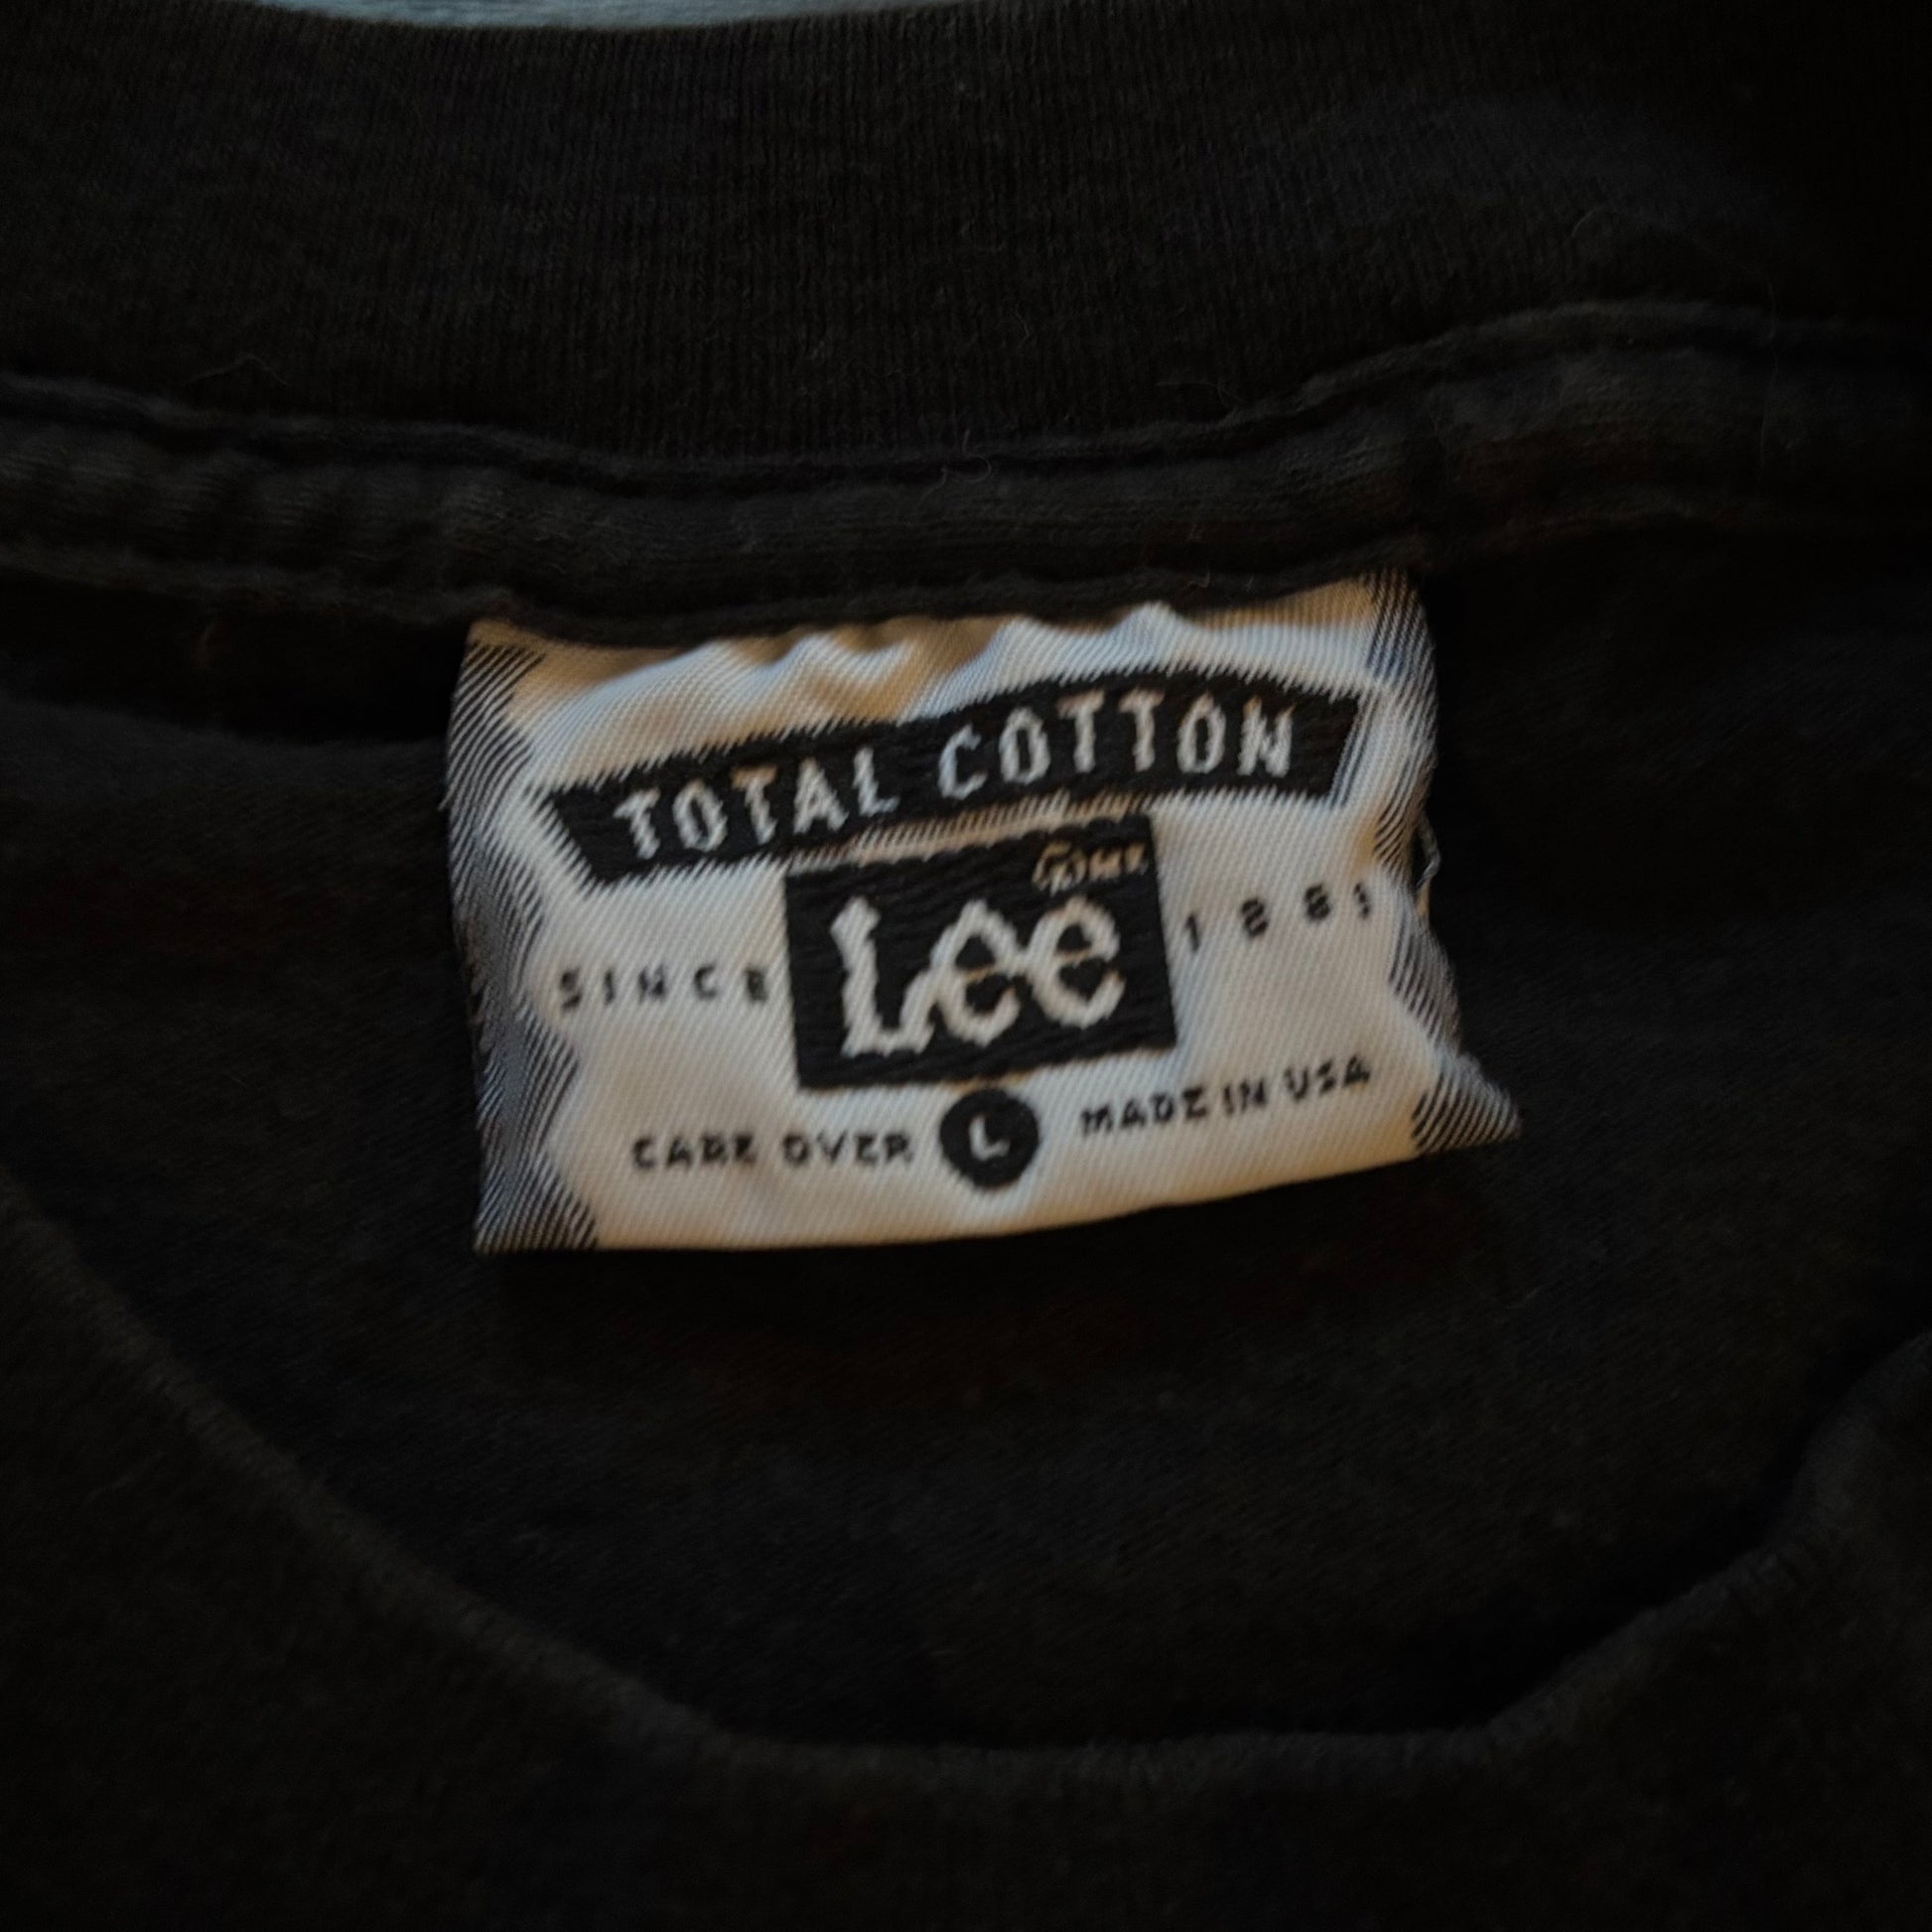 TOTAL COTTON
Lee
SINCE 1889
CARE OVER L MADE IN USA